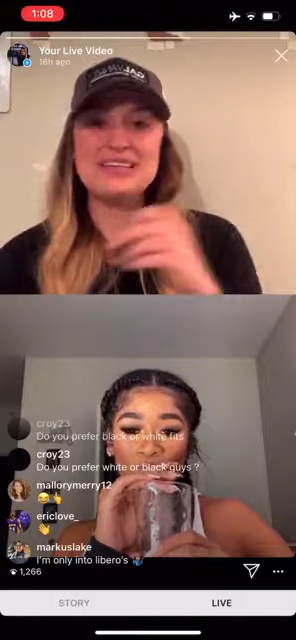 1:08
Your Live Video
16h ago
croy23
Do you prefer black or white fits
croy23
Do you prefer white or black guys ?
mallorymerry12
😂👆
ericlove_
👋
markuslake
I'm only into libero's
1,266
STORY
LIVE